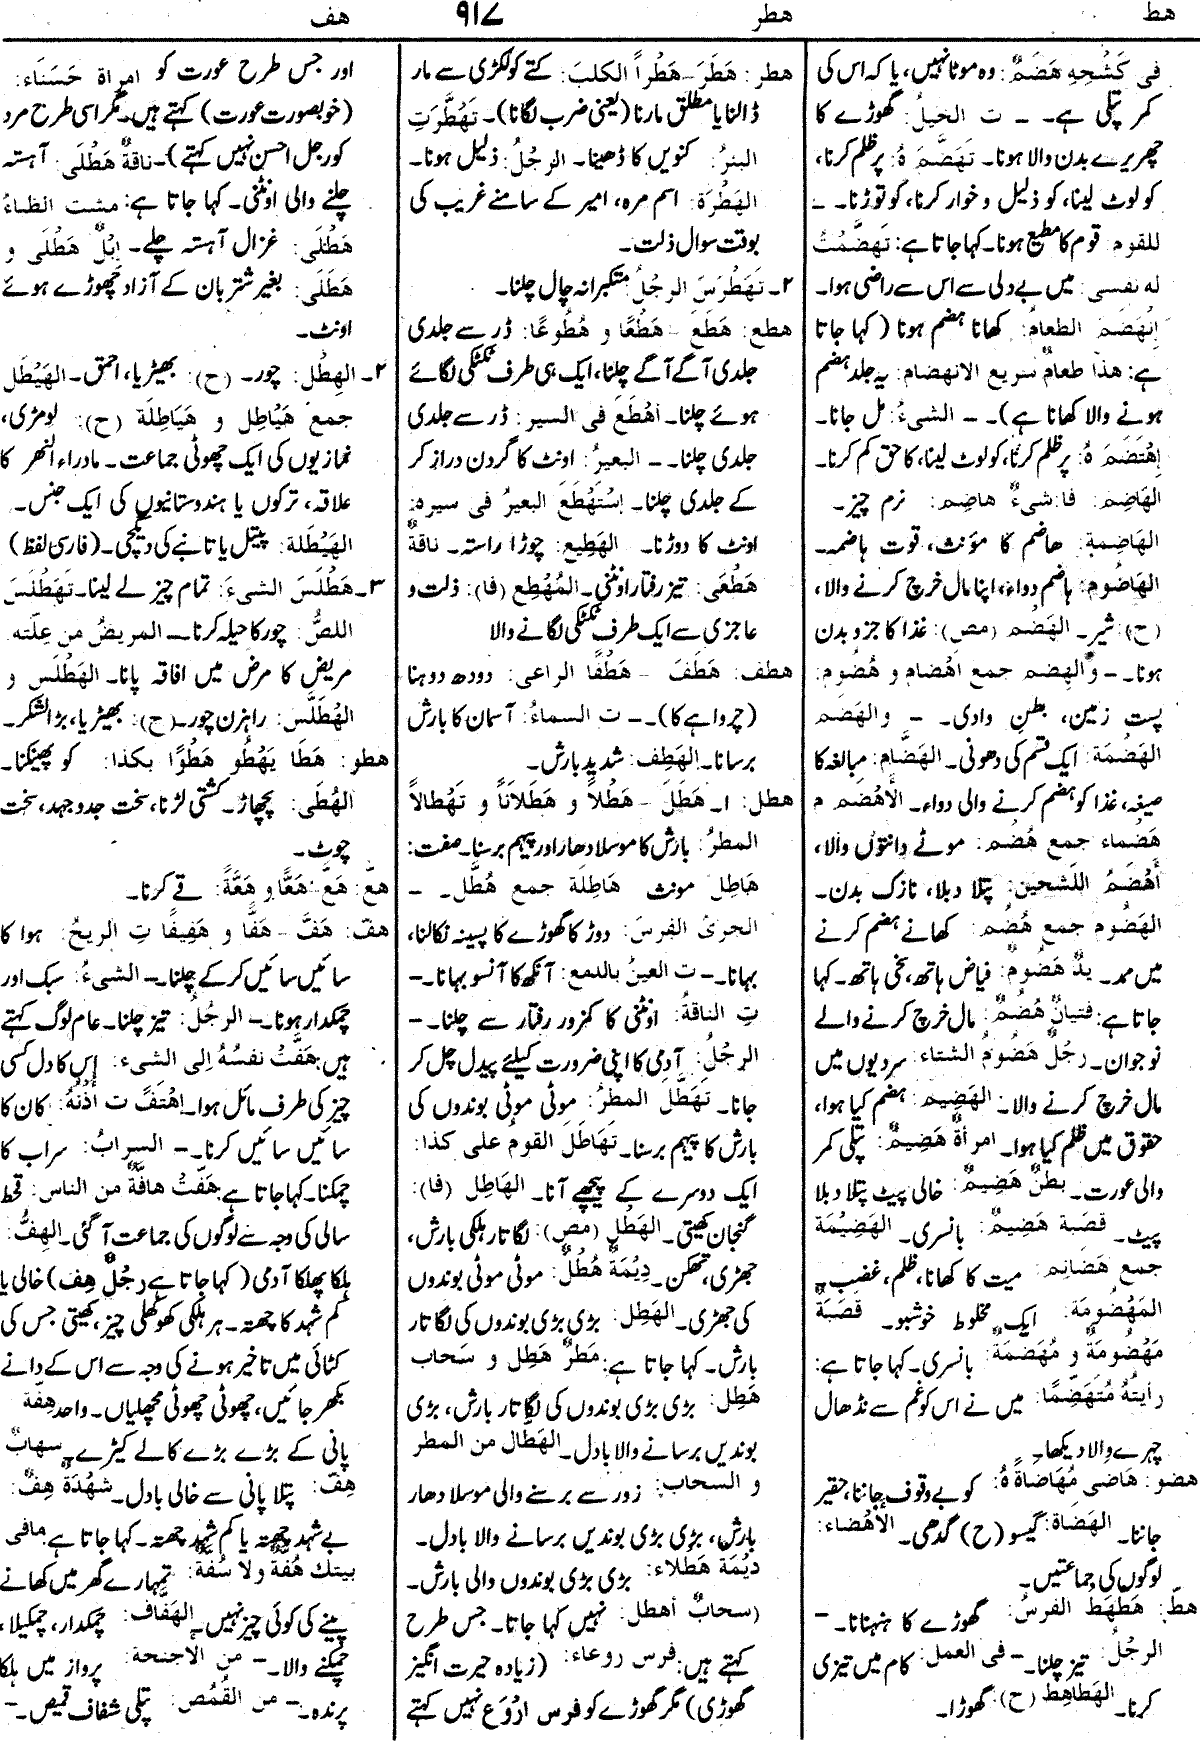 هط
هطر
۹۱۷
هف
فی کَشْحِهِ هَضَمٌ: وہ موٹا نہیں، یا کہ اس کی
کمر پتلی ہے۔ ۔ ت الخیلُ: گھوڑے کا
چھریرے بدن والا ہونا۔ تَهَضَّمَ هُ: پر ظلم کرنا،
کو لوٹ لینا، کو ذلیل و خوار کرنا، کو توڑنا۔ ۔
للقوم قوم کا مطیع ہونا۔ کہا جاتا ہے: تَهَضَّمْتُ
له نفسی: میں بے دلی سے اس سے راضی ہوا۔
اِنْهَضَمَ الطعامُ: کھانا ہضم ہونا (کہا جاتا
ہے: هذا طعامٌ سریع الانهضام: یہ جلد ہضم
ہونے والا کھانا ہے)۔ ۔ الشیءُ: مل جانا۔
اِهْتَضَمَ هُ: پر ظلم کرنا، کو لوٹ لینا، کا حق کم کرنا۔
الهَاضِم: فا: شیءٌ هاضِم: نرم چیز۔
الهَاضِمة: ھاضم کا مؤنث، قوت ہاضمہ۔
الهَاضُوم: ہاضم دواء، اپنا مال خرچ کرنے والا،
(ح): شیر۔ الهَضْم (مص): غذا کا جزو بدن
ہونا۔ ۔ والهِضم جمع اهْضام و هُضُوم:
پست زمین، بطن وادی۔ ۔ والهَضَم
الهَضْمَة: ایک قسم کی دھونی۔ الهَضَّام: مبالغہ کا
صیغہ، غذا کو ہضم کرنے والی دواء۔ الأهْضَم م
هَضماء جمع هُضم: موٹے دانتوں والا،
أَهْضَمُ الکَشحین: پتلا دبلا، نازک بدن۔
الهَضُوم جمع هُضُم: کھانے ہضم کرنے
میں ممد۔ یدٌ هَضُومٌ: فیاض ہاتھ، سخی ہاتھ۔ کہا
جاتا ہے: فتیانٌ هُضُمٌ: مال خرچ کرنے والے
نوجوان۔ رجُلٌ هَضُومُ الشتاء: سردیوں میں
مال خرچ کرنے والا۔ الهَضِیم: ہضم کیا ہوا،
حقوق میں ظلم کیا ہوا۔ امرأةٌ هَضِیمٌ: پتلی کمر
والی عورت۔ بطنٌ هَضِیمٌ: خالی پیٹ پتلا دبلا
پیٹ۔ قصَبة هَضِیمٌ: بانسری۔ الهَضِیْمَة
جمع هَضَائِم: میت کا کھانا، ظلم، غضب۔
المَهْضُومَة: ایک مخلوط خوشبو۔ قصَبَةٌ
مَهْضُومَةٌ و مُهْضَمَةٌ: بانسری۔ کہا جاتا ہے:
رأیتُهُ مُتَهَضِّمًا: میں نے اس کو غم سے نڈھال
چہرے والا دیکھا۔
هضو: هَاضٰی مُهَاضَاةً هُ: کو بے وقوف جاننا، حقیر
جاننا۔ الهَضَاة: گیسو (ح) گدھی۔ الأَهْضاء:
لوگوں کی جماعتیں۔
هطّ: هَطْهَطَ الفرسُ: گھوڑے کا ہنہنانا۔ ۔
الرجُلُ: تیز چلنا۔ ۔ فی العمل: کام میں تیزی
کرنا۔ الهَطاهِط (ح): گھوڑا۔
هطر: هَطَرَ۔ هَطْراً الکلبَ: کتے کو لکڑی سے مار
ڈالنا یا مطلق مارنا (یعنی ضرب لگانا)۔ تَهَطَّرَتِ
البئرُ: کنویں کا ڈھینا۔ الرجُلُ: ذلیل ہونا۔
الهَطْرَة: اسم مرہ، امیر کے سامنے غریب کی
بوقت سوال ذلت۔
۲۔ تَهَطْرَسَ الرجُلُ: متکبرانہ چال چلنا۔
هطع: هَطَعَ ۔ هَطْعًا و هُطُوعًا: ڈر سے جلدی
جلدی آگے آگے چلنا، ایک ہی طرف ٹکٹکی لگائے
ہوئے چلنا۔ اَهْطَعَ فی السیر: ڈر سے جلدی
جلدی چلنا۔ ۔ البعیرُ: اونٹ کا گردن دراز کر
کے جلدی چلنا۔ اِسْتَهْطَعَ البعیرُ فی سیره:
اونٹ کا دوڑنا۔ الهَطِیع: چوڑا راستہ۔ ناقةٌ
هَطْعَی: تیز رفتار اونٹنی۔ المُهْطِع (فا): ذلت و
عاجزی سے ایک طرف ٹکٹکی لگانے والا
هطف: هَطَفَ ۔ هَطْفًا الراعی: دودھ دوہنا
(چرواہے کا)۔ ۔ ت السماءُ: آسمان کا بارش
برسانا۔ الهَطِف: شدید بارش۔
هطل: ۱۔ هَطَلَ ۔ هَطْلًا و هَطَلَانًا و تَهْطالًا
المطرُ: بارش کا موسلا دھار اور پیہم برسنا۔ صفت:
هَاطِل مونث هَاطِلَة جمع هُطَّل۔ ۔
الجریُ الفرسَ: دوڑ کا گھوڑے کا پسینہ نکالنا،
بہانا۔ ۔ ت العینُ بالدمع: آنکھ کا آنسو بہانا۔ ۔
تِ الناقةُ: اونٹنی کا کمزور رفتار سے چلنا۔ ۔
الرجُلُ: آدمی کا اپنی ضرورت کیلئے پیدل چل کر
جانا۔ تَهَطَّلَ المطرُ: موٹی موٹی بوندوں کی
بارش کا پیہم برسنا۔ تَهَاطَلَ القومُ علی کذا:
ایک دوسرے کے پیچھے آنا۔ الهَاطِل (فا):
گنجان کھیتی۔ الهَطْل (مص): لگاتار ہلکی بارش،
جھڑی، تھکن۔ دِیْمَةٌ هُطْلٌ: موٹی موٹی بوندوں
کی جھڑی۔ الهَطِل: بڑی بڑی بوندوں کی لگاتار
بارش۔ کہا جاتا ہے: مَطرٌ هَطِل و سَحاب
هَطِل: بڑی بڑی بوندوں کی لگاتار بارش، بڑی
بوندیں برسانے والا بادل۔ الهَطَّال من المطر
و السحاب: زور سے برسنے والی موسلا دھار
بارش، بڑی بڑی بوندیں برسانے والا بادل۔
دیْمَة هَطلاء: بڑی بڑی بوندوں والی بارش۔
(سحابٌ أهطل: نہیں کہا جاتا۔ جس طرح
کہتے ہیں: فرس روعاء: (زیادہ حیرت انگیز
گھوڑی) مگر گھوڑے کو فرس اَرْوَع نہیں کہتے
اور جس طرح عورت کو امراة حَسَنَاء:
(خوبصورت عورت) کہتے ہیں۔ مگر اسی طرح مرد
کو رجل احسن نہیں کہتے)۔ ناقةٌ هَطْلَی: آہستہ
چلنے والی اونٹنی۔ کہا جاتا ہے: مشت الظباءُ
هَطْلَی: غزال آہستہ چلے۔ اِبِلٌ هَطْلَی و
هَطَلَی: بغیر شتربان کے آزاد چھوڑے ہوئے
اونٹ۔
۲۔ الهِطْل: چور۔ (ح): بھیڑیا، احمق۔ الهَیْطَل
جمع هَیَاطِل و هَیَاطِلَة (ح): لومڑی،
غازیوں کی ایک چھوٹی جماعت۔ ماوراء النهر کا
علاقہ، ترکوں یا ہندوستانیوں کی ایک جنس۔
الهَیْطَلة: پیتل یا تانبے کی دیگچی۔ (فارسی لفظ)
۳۔ هَطْلَسَ الشیءَ: تمام چیز لے لینا۔ تَهَطْلَسَ
اللصُّ: چور کا حیلہ کرنا۔ ۔ المریضُ من عِلّته
مریض کا مرض میں افاقہ پانا۔ الهَطْلَس و
الهَطَلَّس: راہزن چور۔ (ح): بھیڑیا، بڑا لشکر۔
هطو: هَطَا یَهْطُو هَطْوًا بکذا: کو پھینکنا۔
الهُطَی: پچھاڑ۔ کشتی لڑنا، سخت جدوجہد، سخت
چوٹ۔
هعّ: هَعَّ ۔ هَعًّا و هَعَّةً: قے کرنا۔
هفّ: هَفَّ ۔ هَفًّا و هَفِیفًا تِ الریحُ: ہوا کا
سائیں سائیں کر کے چلنا۔ ۔ الشیءُ: سبک اور
چمکدار ہونا۔ ۔ الرجُلُ: تیز چلنا۔ عام لوگ کہتے
ہیں: هَفَّتْ نفسُهُ اِلی الشیء: اس کا دل کسی
چیز کی طرف مائل ہوا۔ اِهْتَفَّ ت اُذُنُهُ: کان کا
سائیں سائیں کرنا۔ ۔ السرابُ: سراب کا
چمکنا۔ کہا جاتا ہے هَفَّتْ هافَّةٌ من الناس: قحط
سالی کی وجہ سے لوگوں کی جماعت آ گئی۔ الهِفّ:
ہلکا پھلکا آدمی (کہا جاتا ہے رجُلٌ هِف) خالی یا
کم شہد کا چھتہ۔ ہر ہلکی کھوکھلی چیز، کھیتی جس کی
کٹائی میں تاخیر ہونے کی وجہ سے اس کے دانے
بکھر جائیں، چھوٹی چھوٹی مچھلیاں۔ واحد هِفَّة
پانی کے بڑے بڑے کالے کیڑے۔ سحابٌ
هِفّ: پتلا پانی سے خالی بادل۔ شهْدَة هِفٌّ:
بے شہد چھتہ یا کم شہد چھتہ۔ کہا جاتا ہے: مافی
بیتك هُفّةٌ ولا سُفّة: تمہارے گھر میں کھانے
پینے کی کوئی چیز نہیں۔ الهَفَّاف: چمکدار، چمکیلا،
چمکنے والا۔ ۔ من الاجنحة: پرواز میں ہلکا
پرندہ۔ ۔ من القُمُص: پتلی شفاف قمیص۔ ۔